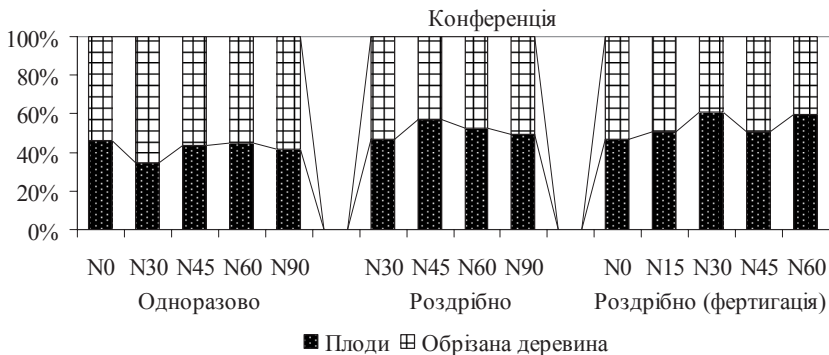 Конференція
100%
80%
60%
40%
20%
0%
N0 N30 N45 N60 N90 N30 N45 N60 N90 N0 N15 N30 N45 N60
Одноразово Роздрібно Роздрібно (фертигація)
Плоди Обрізана деревина